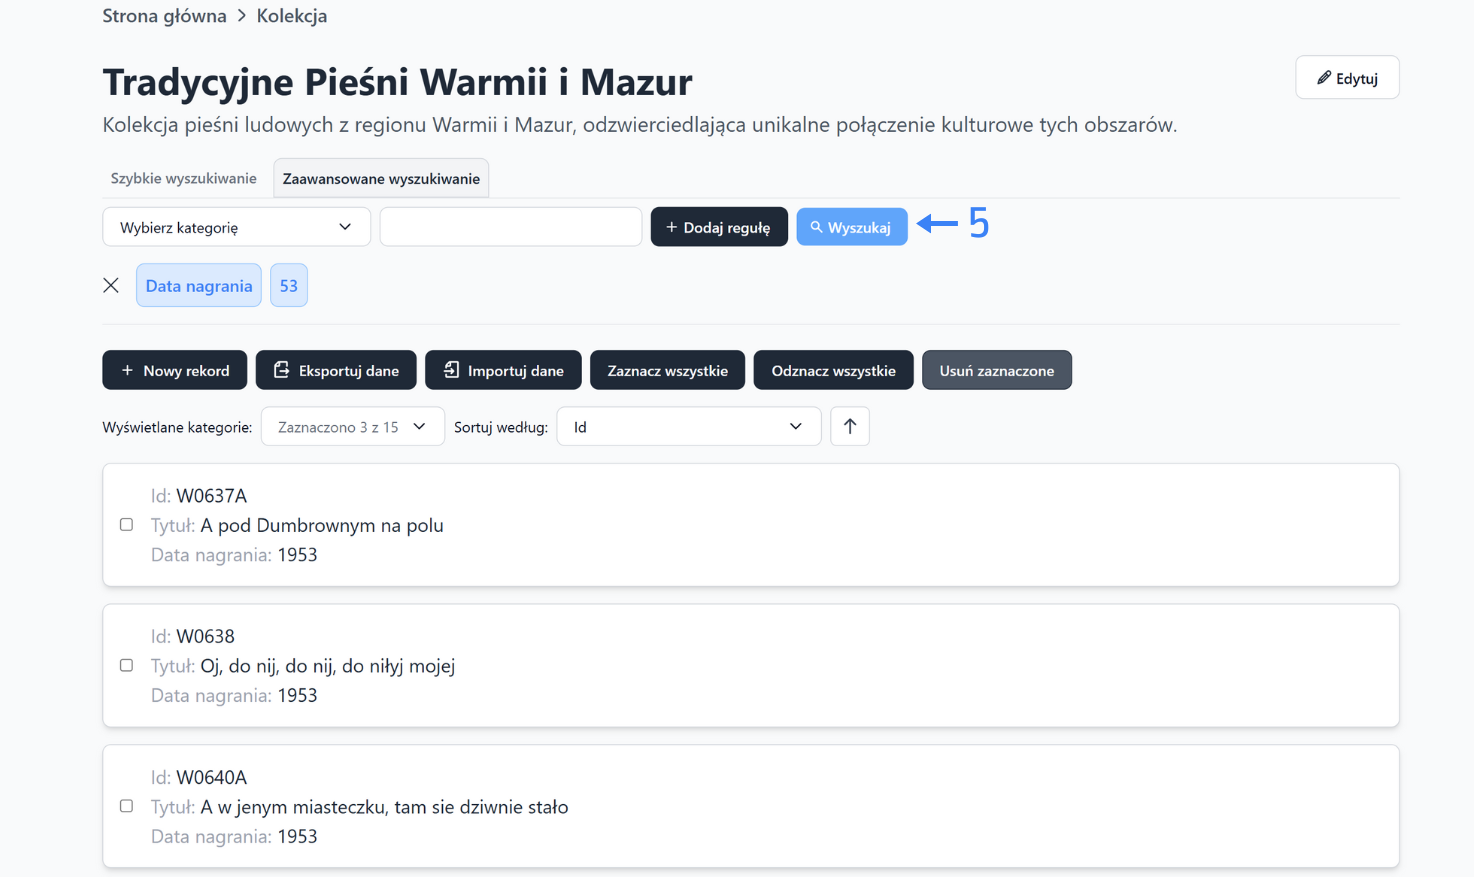 Strona główna > Kolekcja
Tradycyjne Pieśni Warmii i Mazur
Edytuj
Kolekcja pieśni ludowych z regionu Warmii i Mazur, odzwierciedlająca unikalne połączenie kulturowe tych obszarów.
Szybkie wyszukiwanie Zaawansowane wyszukiwanie
Wybierz kategorię + Dodaj regułę Wyszukaj 5
Data nagrania 53
+ Nowy rekord Eksportuj dane Importuj dane Zaznacz wszystkie Odznacz wszystkie Usuń zaznaczone
Wyświetlane kategorie: Zaznaczono 3 z 15 Sortuj według: Id
Id: W0637A
Tytuł: A pod Dumbrownym na polu
Data nagrania: 1953
Id: W0638
Tytuł: Oj, do nij, do nij, do niłyj mojej
Data nagrania: 1953
Id: W0640A
Tytuł: A w jenym miasteczku, tam sie dziwnie stało
Data nagrania: 1953